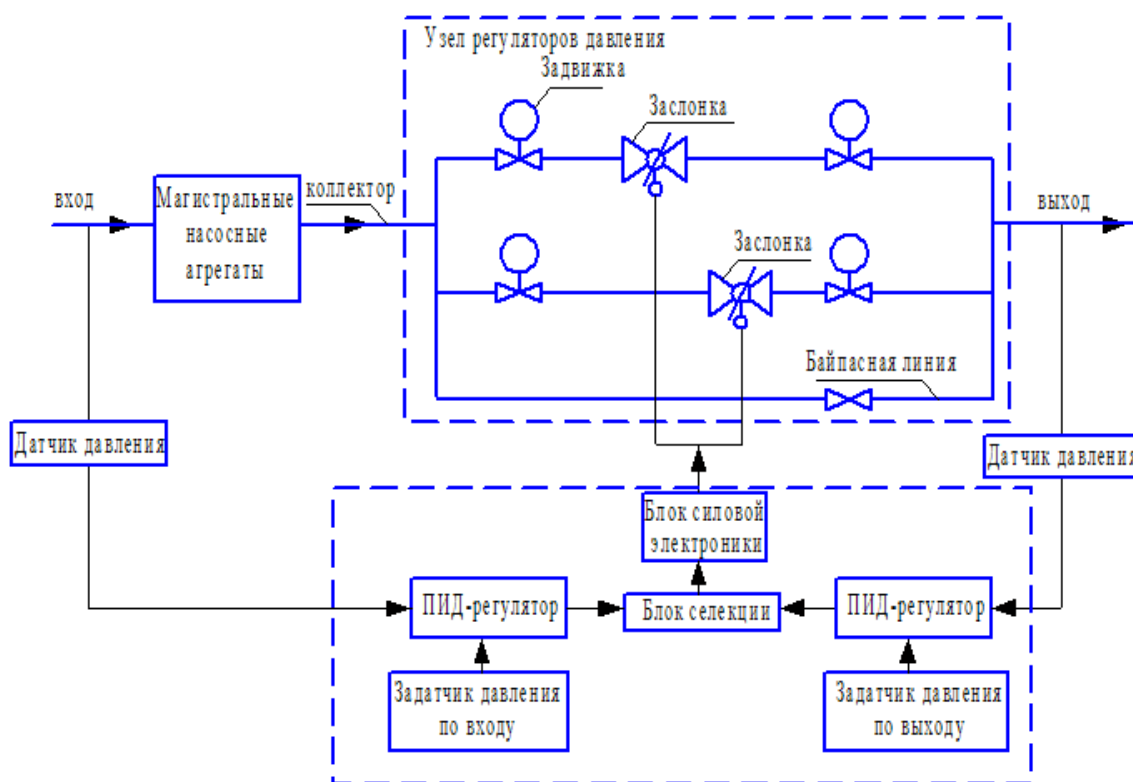 Узел регуляторов давления
Задвижка
Заслонка
вход
Магистральные
насосные
агрегаты
коллектор
выход
Заслонка
Байпасная линия
Датчик давления
Датчик давления
Блок силовой
электроники
ПИД-регулятор
Блок селекции
ПИД-регулятор
Задатчик давления
по входу
Задатчик давления
по выходу